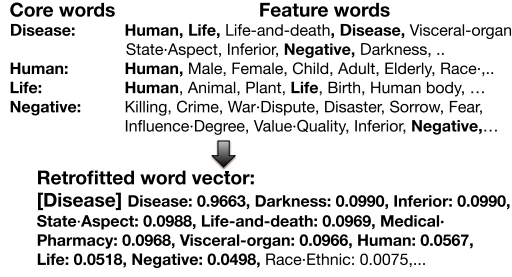 Core words Feature words
Disease: Human, Life, Life-and-death, Disease, Visceral-organ
State·Aspect, Inferior, Negative, Darkness, ..
Human: Human, Male, Female, Child, Adult, Elderly, Race·,..
Life: Human, Animal, Plant, Life, Birth, Human body, ...
Negative: Killing, Crime, War·Dispute, Disaster, Sorrow, Fear,
Influence·Degree, Value·Quality, Inferior, Negative,...
Retrofitted word vector:
[Disease] Disease: 0.9663, Darkness: 0.0990, Inferior: 0.0990,
State·Aspect: 0.0988, Life-and-death: 0.0969, Medical·
Pharmacy: 0.0968, Visceral-organ: 0.0966, Human: 0.0567,
Life: 0.0518, Negative: 0.0498, Race·Ethnic: 0.0075,...